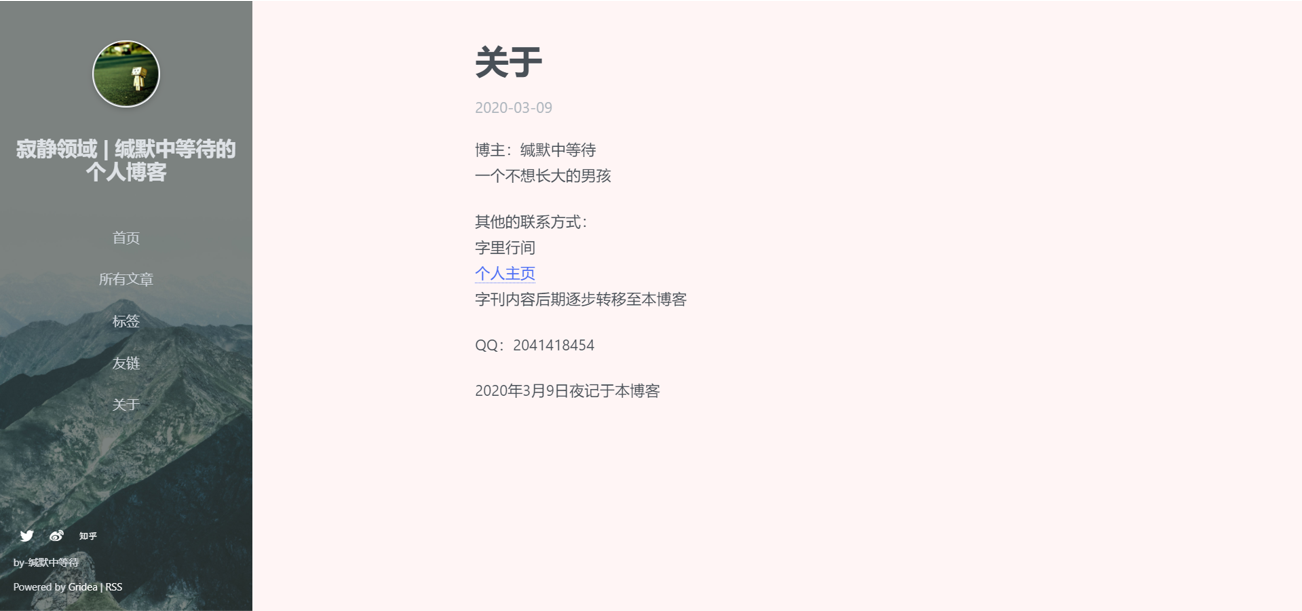 寂静领域 | 缄默中等待的
个人博客
首页
所有文章
标签
友链
关于
知乎
by-缄默中等待
Powered by Gridea | RSS
关于
2020-03-09
博主：缄默中等待
一个不想长大的男孩
其他的联系方式：
字里行间
个人主页
字刊内容后期逐步转移至本博客
QQ：2041418454
2020年3月9日夜记于本博客